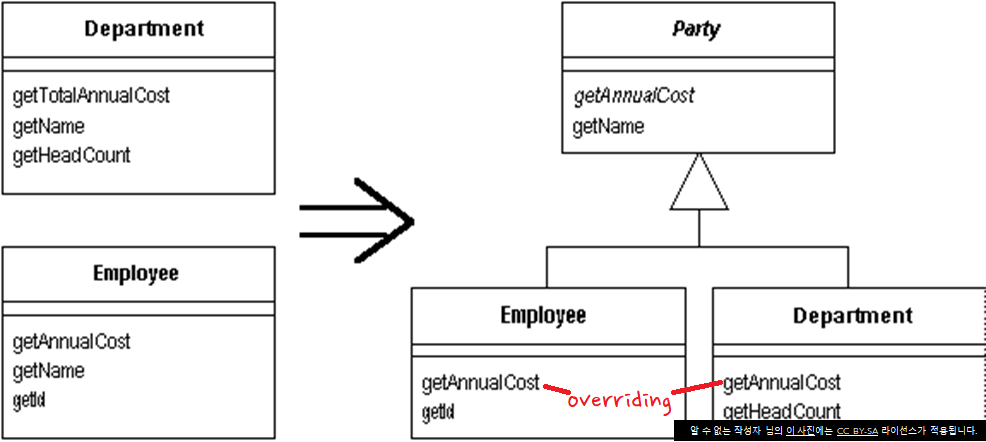 Department
getTotalAnnualCost
getName
getHeadCount
Employee
getAnnualCost
getName
getId
Party
getAnnualCost
getName
Employee
getAnnualCost
getId
overriding
Department
getAnnualCost
getHeadCount
알 수 없는 작성자 님의 이 사진에는 CC BY-SA 라이선스가 적용됩니다.